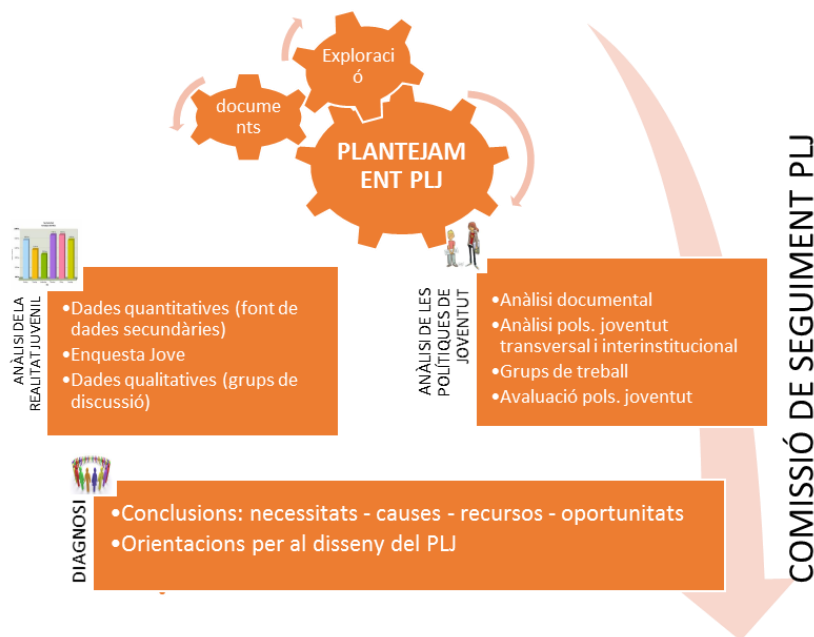 Exploraci
ó
docume
nts
PLANTEJAM
ENT PLJ
ANÀLISI DE LA
REALITAT JUVENIL
•Dades quantitatives (font de
dades secundàries)
•Enquesta Jove
•Dades qualitatives (grups de
discussió)
ANÀLISI DE LES
POLÍTIQUES DE
JOVENTUT
•Anàlisi documental
•Anàlisi pols. joventut
transversal i interinstitucional
•Grups de treball
•Avaluació pols. joventut
DIAGNOSI
•Conclusions: necessitats - causes - recursos - oportunitats
•Orientacions per al disseny del PLJ
COMISSIÓ DE SEGUIMENT PLJ